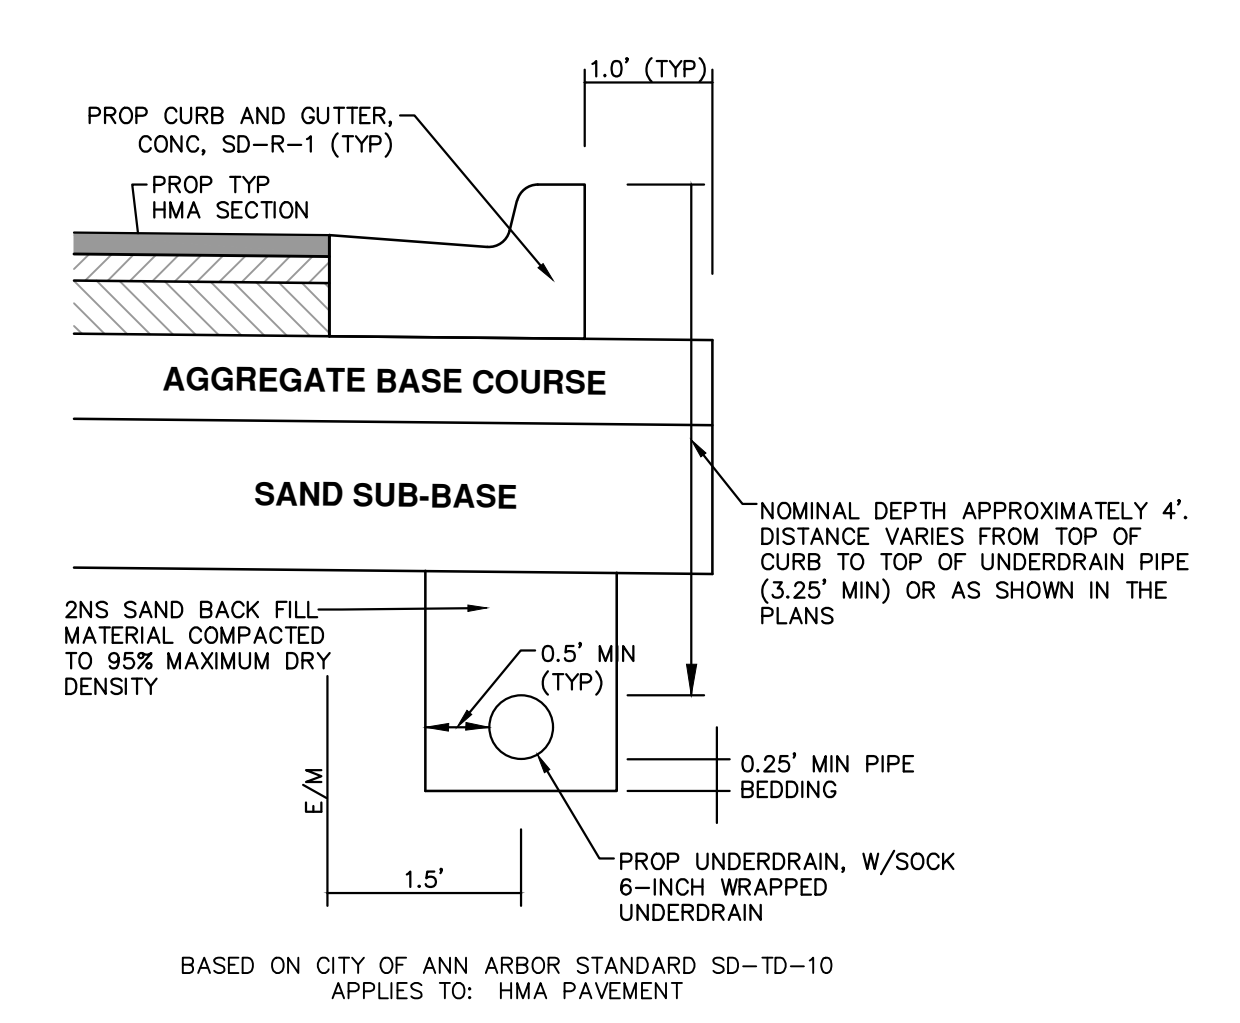 1.0' (TYP)
PROP CURB AND GUTTER,
CONC, SD-R-1 (TYP)
PROP TYP
HMA SECTION
AGGREGATE BASE COURSE
SAND SUB-BASE
NOMINAL DEPTH APPROXIMATELY 4'.
DISTANCE VARIES FROM TOP OF
CURB TO TOP OF UNDERDRAIN PIPE
(3.25' MIN) OR AS SHOWN IN THE
PLANS
2NS SAND BACK FILL
MATERIAL COMPACTED
TO 95% MAXIMUM DRY
DENSITY
0.5' MIN
(TYP)
E/M
0.25' MIN PIPE
BEDDING
1.5'
PROP UNDERDRAIN, W/SOCK
6-INCH WRAPPED
UNDERDRAIN
BASED ON CITY OF ANN ARBOR STANDARD SD-TD-10
APPLIES TO: HMA PAVEMENT